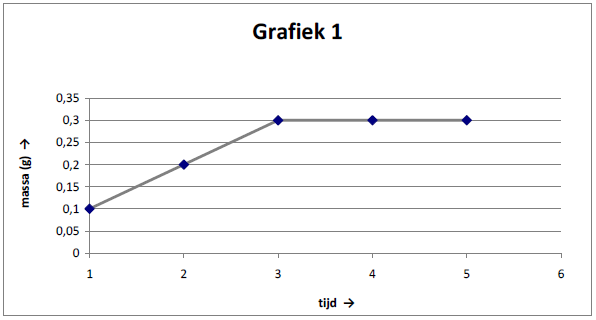 Grafiek 1
massa (g) →
0,35
0,3
0,25
0,2
0,15
0,1
0,05
0
1 2 3 4 5 6
tijd →